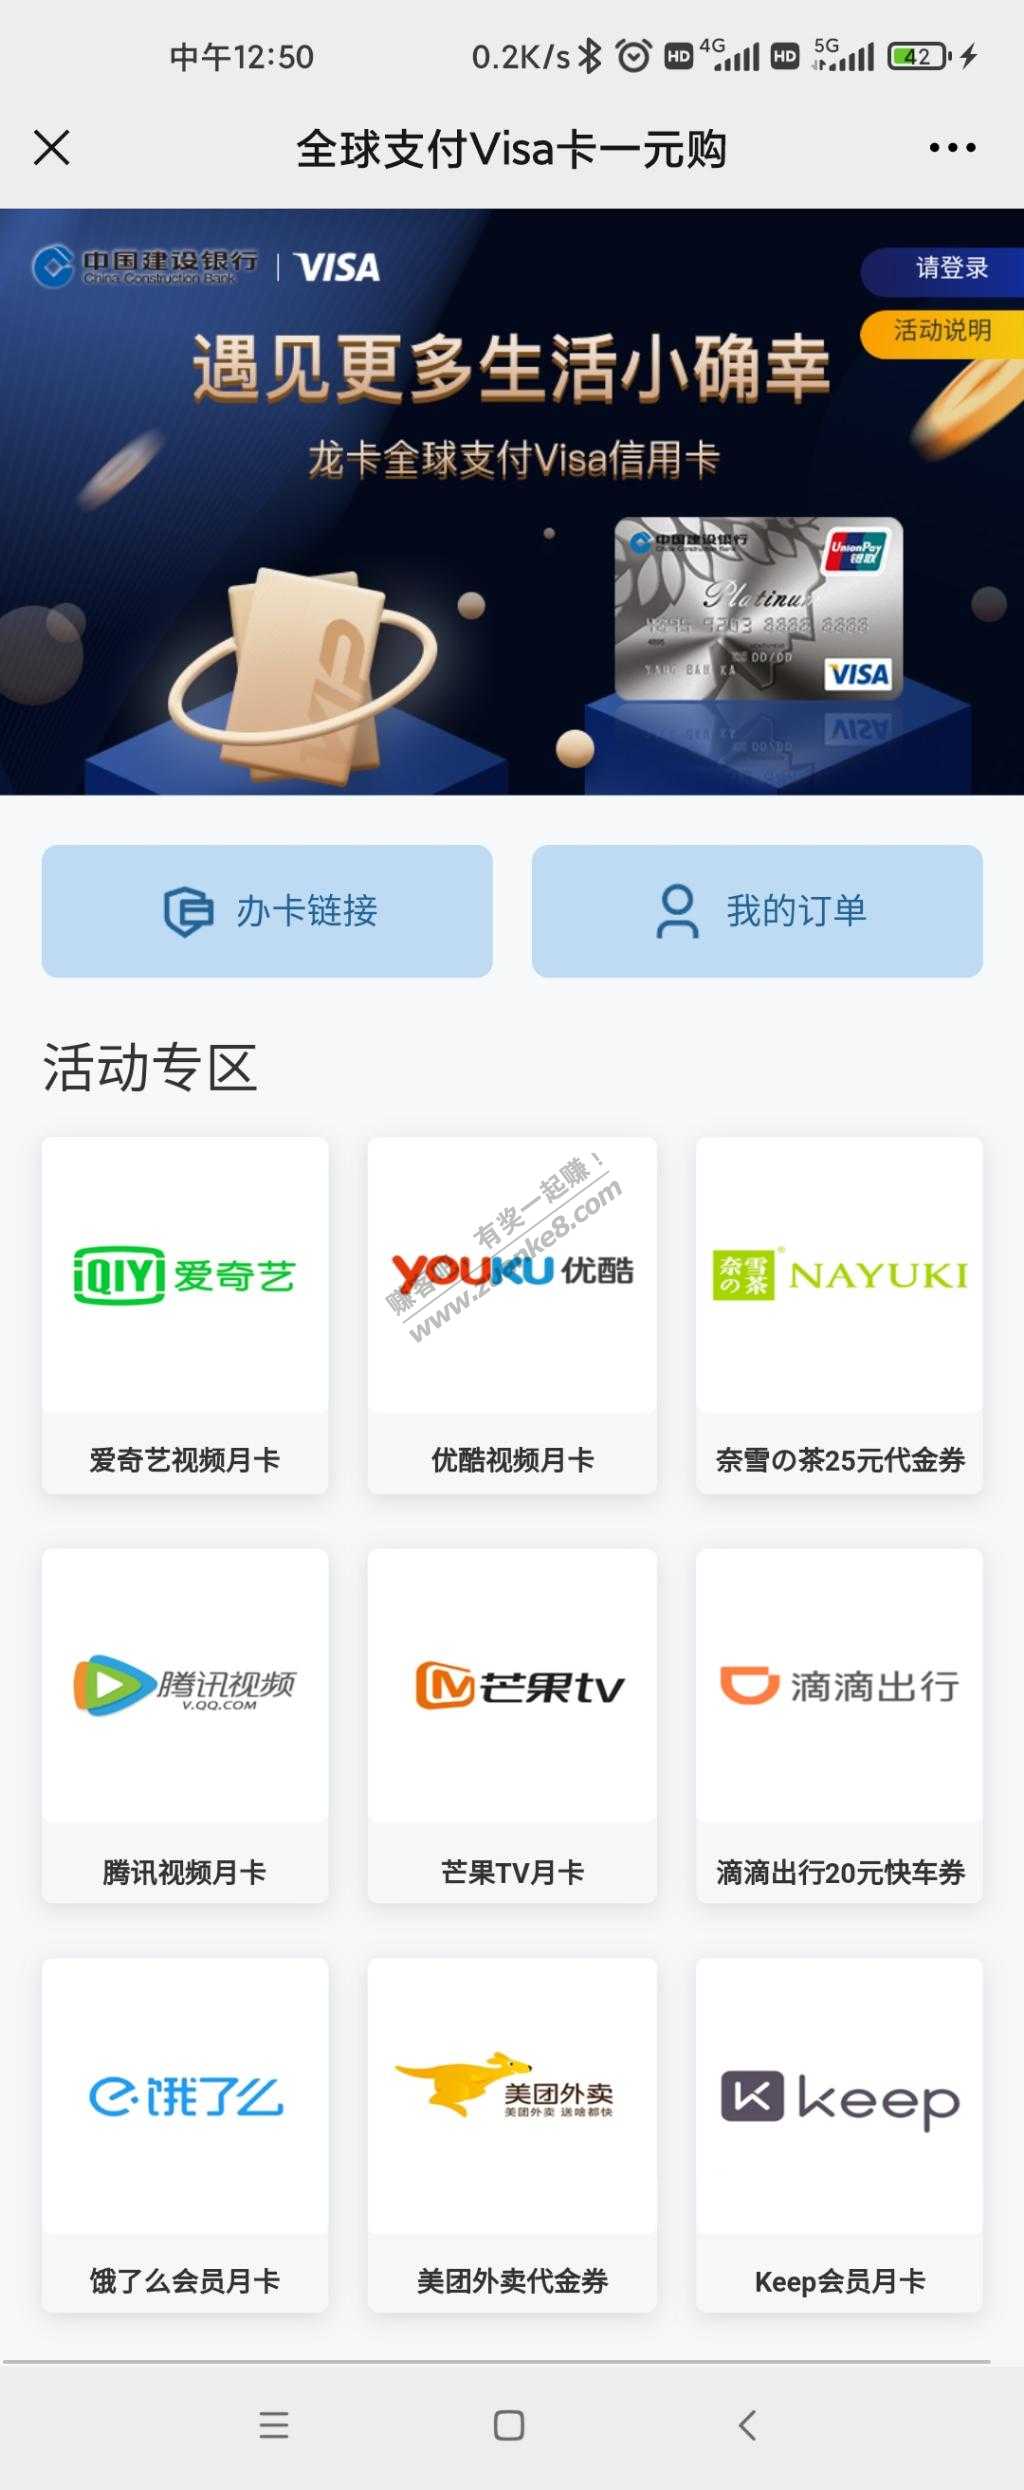 中午12:50
0.2K/s HD 4G HD 5G 42
全球支付Visa卡一元购
中国建设银行 | VISA
China Construction Bank
请登录
活动说明
遇见更多生活小确幸
龙卡全球支付Visa信用卡
中国建设银行
UnionPay
银联
Platinum
4895
VISA
办卡链接
我的订单
活动专区
iQIYI 爱奇艺
YOUKU 优酷
奈雪の茶 NAYUKI
赚客吧 有奖一起赚！
www.zuanke8.com
爱奇艺视频月卡
优酷视频月卡
奈雪の茶25元代金券
腾讯视频
V.QQ.COM
芒果tv
滴滴出行
腾讯视频月卡
芒果TV月卡
滴滴出行20元快车券
饿了么
美团外卖
美团外卖 送啥都快
keep
饿了么会员月卡
美团外卖代金券
Keep会员月卡